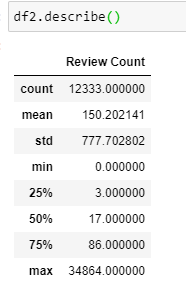 df2.describe()
Review Count
count 12333.000000
mean 150.202141
std 777.702802
min 0.000000
25% 3.000000
50% 17.000000
75% 86.000000
max 34864.000000